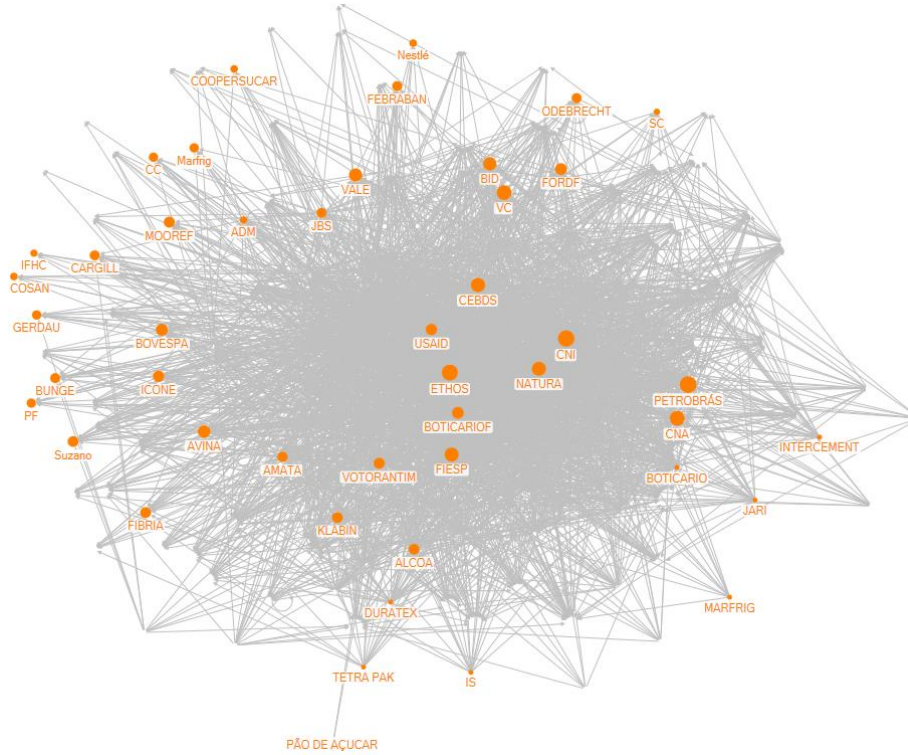 Nestlé
COOPERSUCAR
FEBRABAN
ODEBRECHT
SC
CC
Marfrig
VALE
BID
FORDF
VC
MOOREF
ADM
JBS
IFHC
CARGILL
COSAN
CEBDS
GERDAU
BOVESPA
USAID
CNI
BUNGE
ICONE
ETHOS
NATURA
PETROBRÁS
PF
BOTICARIOF
CNA
Suzano
AVINA
INTERCEMENT
AMATA
VOTORANTIM
FIESP
BOTICARIO
JARI
FIBRIA
KLABIN
ALCOA
DURATEX
MARFRIG
TETRA PAK
IS
PÃO DE AÇUCAR